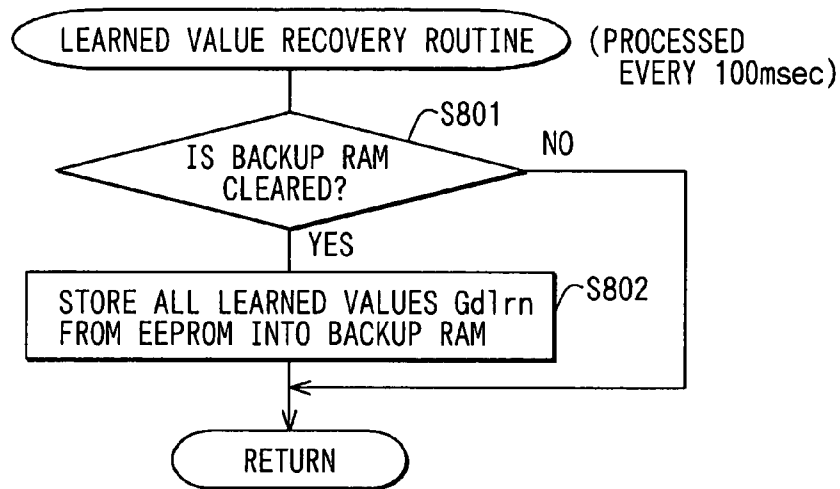 LEARNED VALUE RECOVERY ROUTINE
(PROCESSED
EVERY 100msec)
S801
IS BACKUP RAM
CLEARED?
NO
YES
STORE ALL LEARNED VALUES Gdlrn
FROM EEPROM INTO BACKUP RAM
S802
RETURN